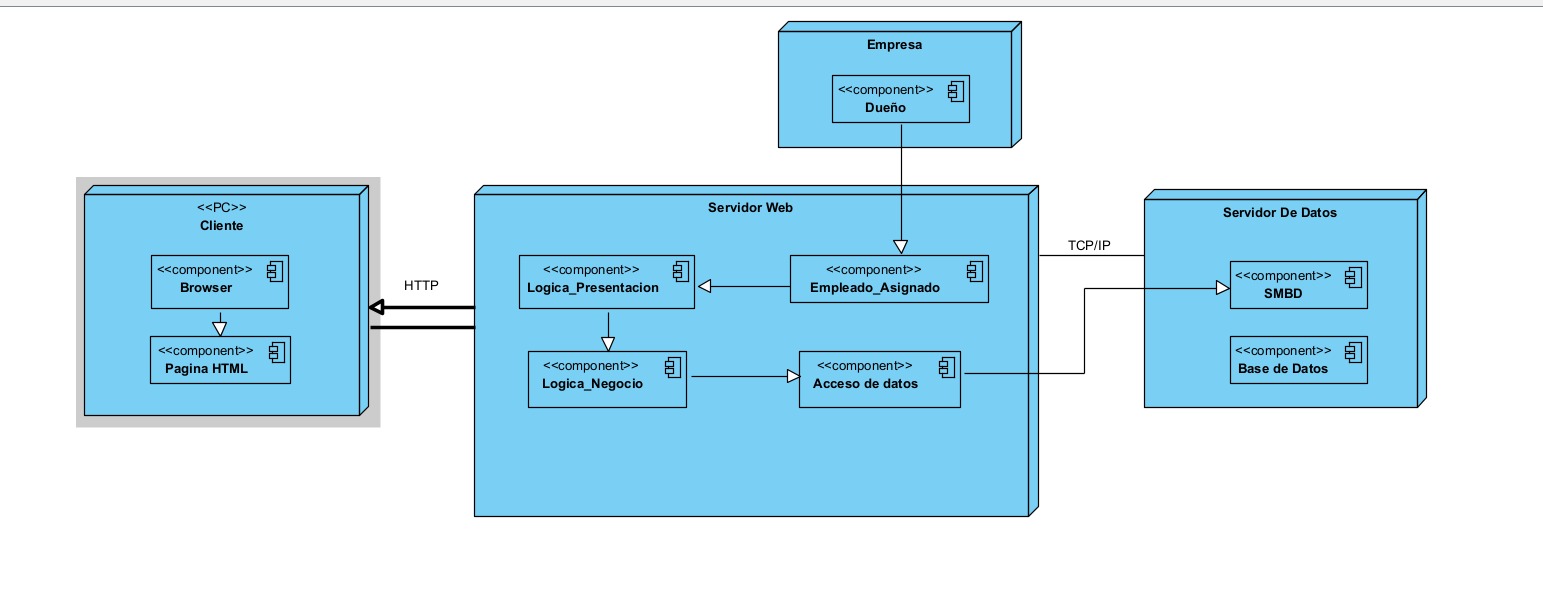 Empresa
<<component>>
Dueño
<<PC>>
Cliente
<<component>>
Browser
<<component>>
Pagina HTML
HTTP
Servidor Web
<<component>>
Logica_Presentacion
<<component>>
Empleado_Asignado
<<component>>
Logica_Negocio
<<component>>
Acceso de datos
TCP/IP
Servidor De Datos
<<component>>
SMBD
<<component>>
Base de Datos